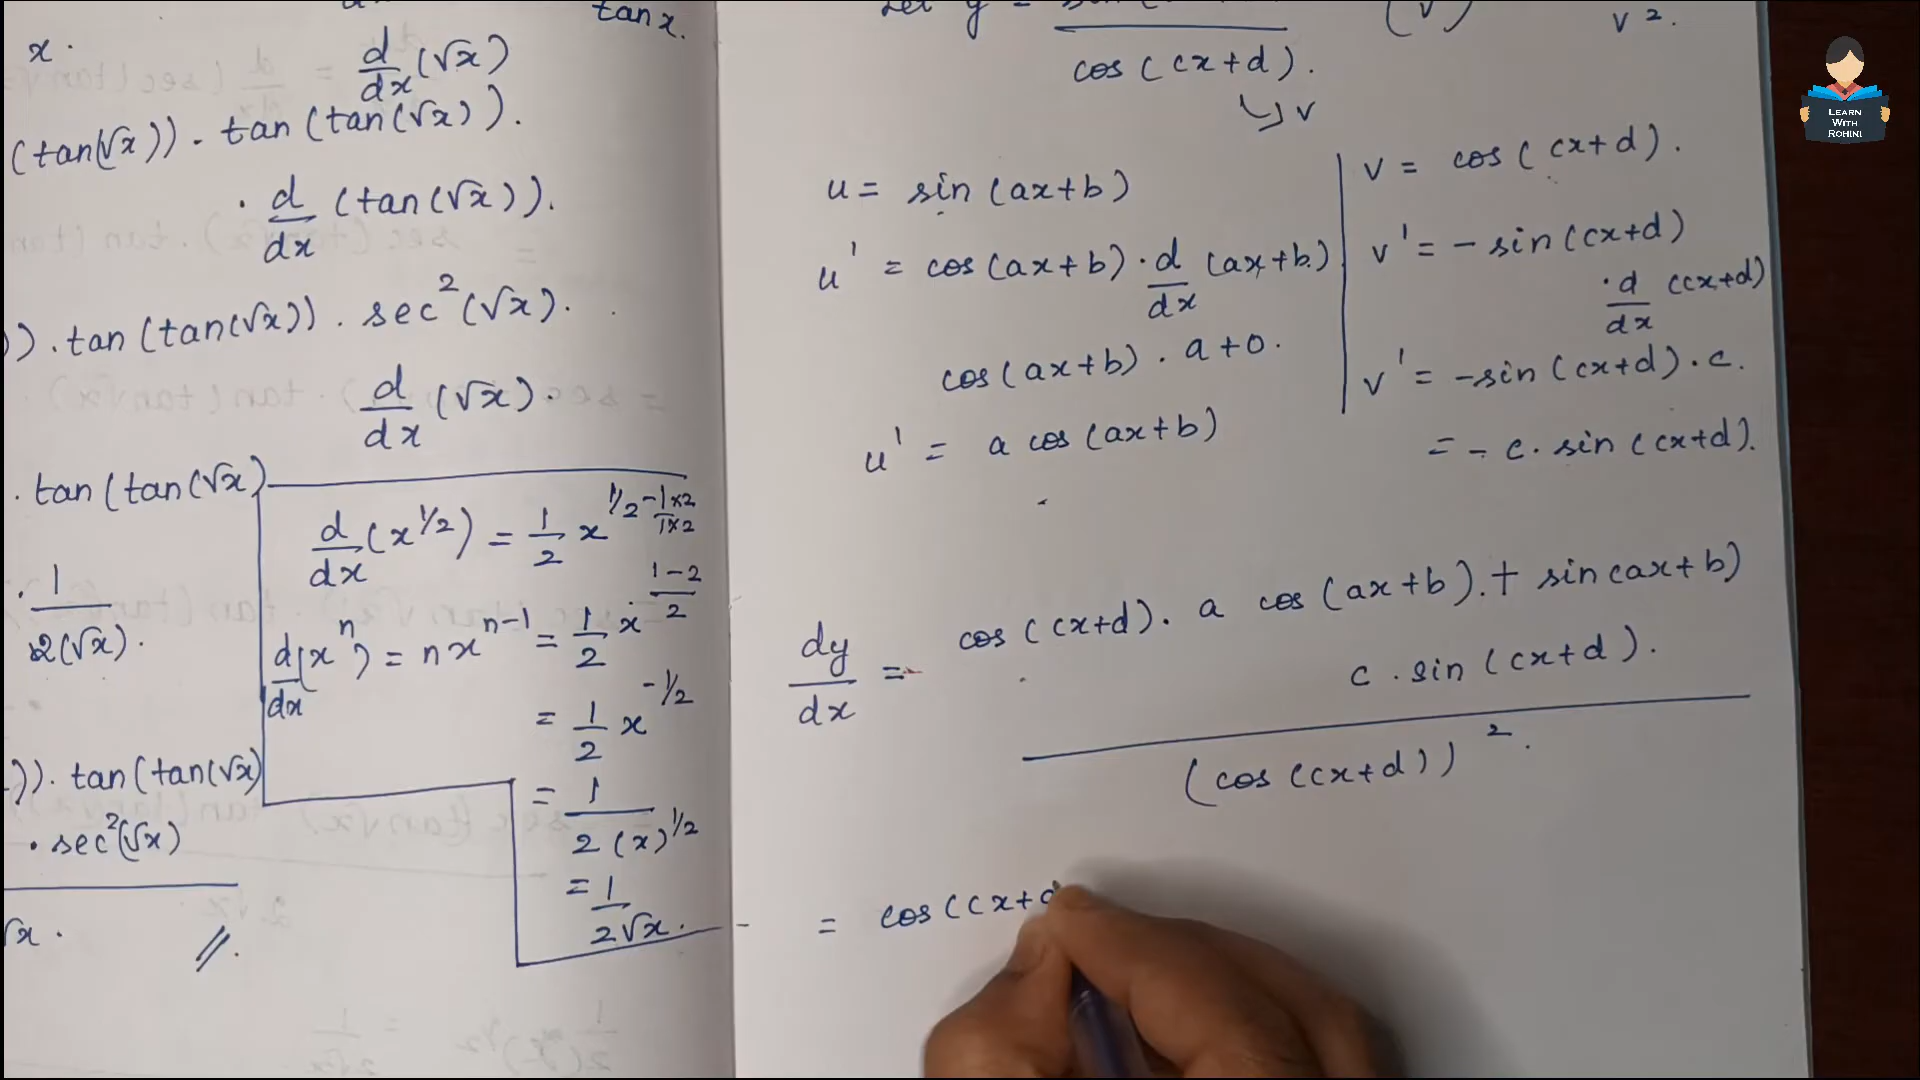 tan x.
x.
d/dx (√x)
(tan(√x)) . tan (tan(√x)).
. d/dx (tan(√x)).
)) . tan (tan(√x)) . sec² (√x).
d/dx (√x).
. tan (tan(√x)
. 1/2(√x).
d/dx (x^1/2) = 1/2 x^(1/2 - 1×2/1×2)
d/dx (x^n) = n x^(n-1) = 1/2 x^((1-2)/2)
= 1/2 x^(-1/2)
)). tan (tan(√x)
. sec²(√x)
= 1/2 (x)^1/2
= 1/2√x.
√x . //.
y =
cos (cx+d).
↳ v
(v)
v².
u = sin (ax+b)
u' = cos (ax+b) . d/dx (ax+b)
cos (ax+b) . a + 0.
u' = a cos (ax+b)
v = cos (cx+d).
v' = - sin (cx+d)
. d/dx (cx+d)
v' = -sin (cx+d) . c.
= - c . sin (cx+d).
dy/dx = cos (cx+d). a cos (ax+b). + sin (ax+b)
c . sin (cx+d).
(cos (cx+d))².
= cos (cx+d
LEARN
WITH
ROHINI